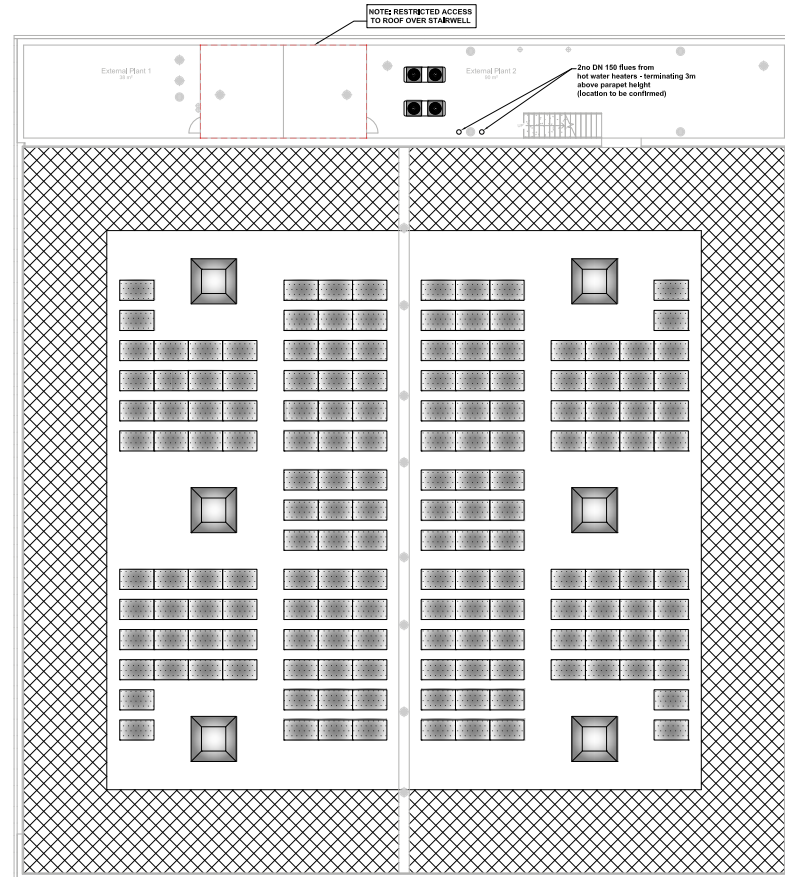 NOTE: RESTRICTED ACCESS
TO ROOF OVER STAIRWELL
External Plant 1
External Plant 2
2no DN 150 flues from
hot water heaters - terminating 3m
above parapet height
(location to be confirmed)